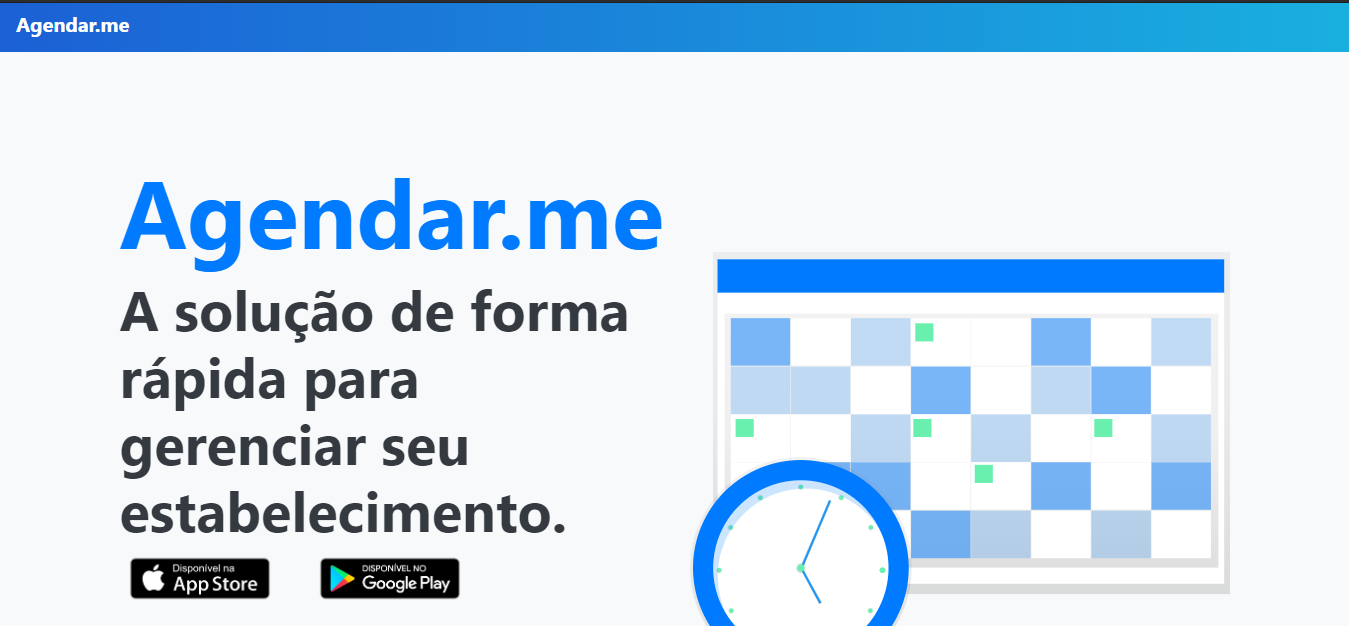 Agendar.me
Agendar.me
A solução de forma
rápida para
gerenciar seu
estabelecimento.
Disponível na
App Store
DISPONÍVEL NO
Google Play